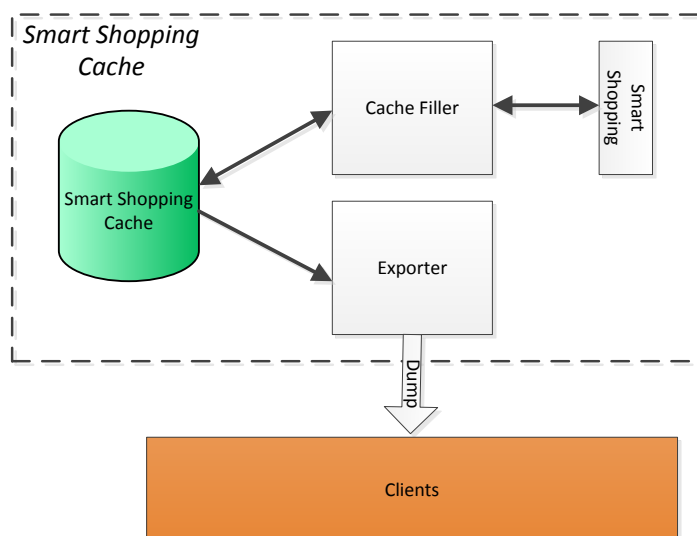 Smart Shopping
Cache
Cache Filler
Smart
Shopping
Smart Shopping
Cache
Exporter
Dump
Clients